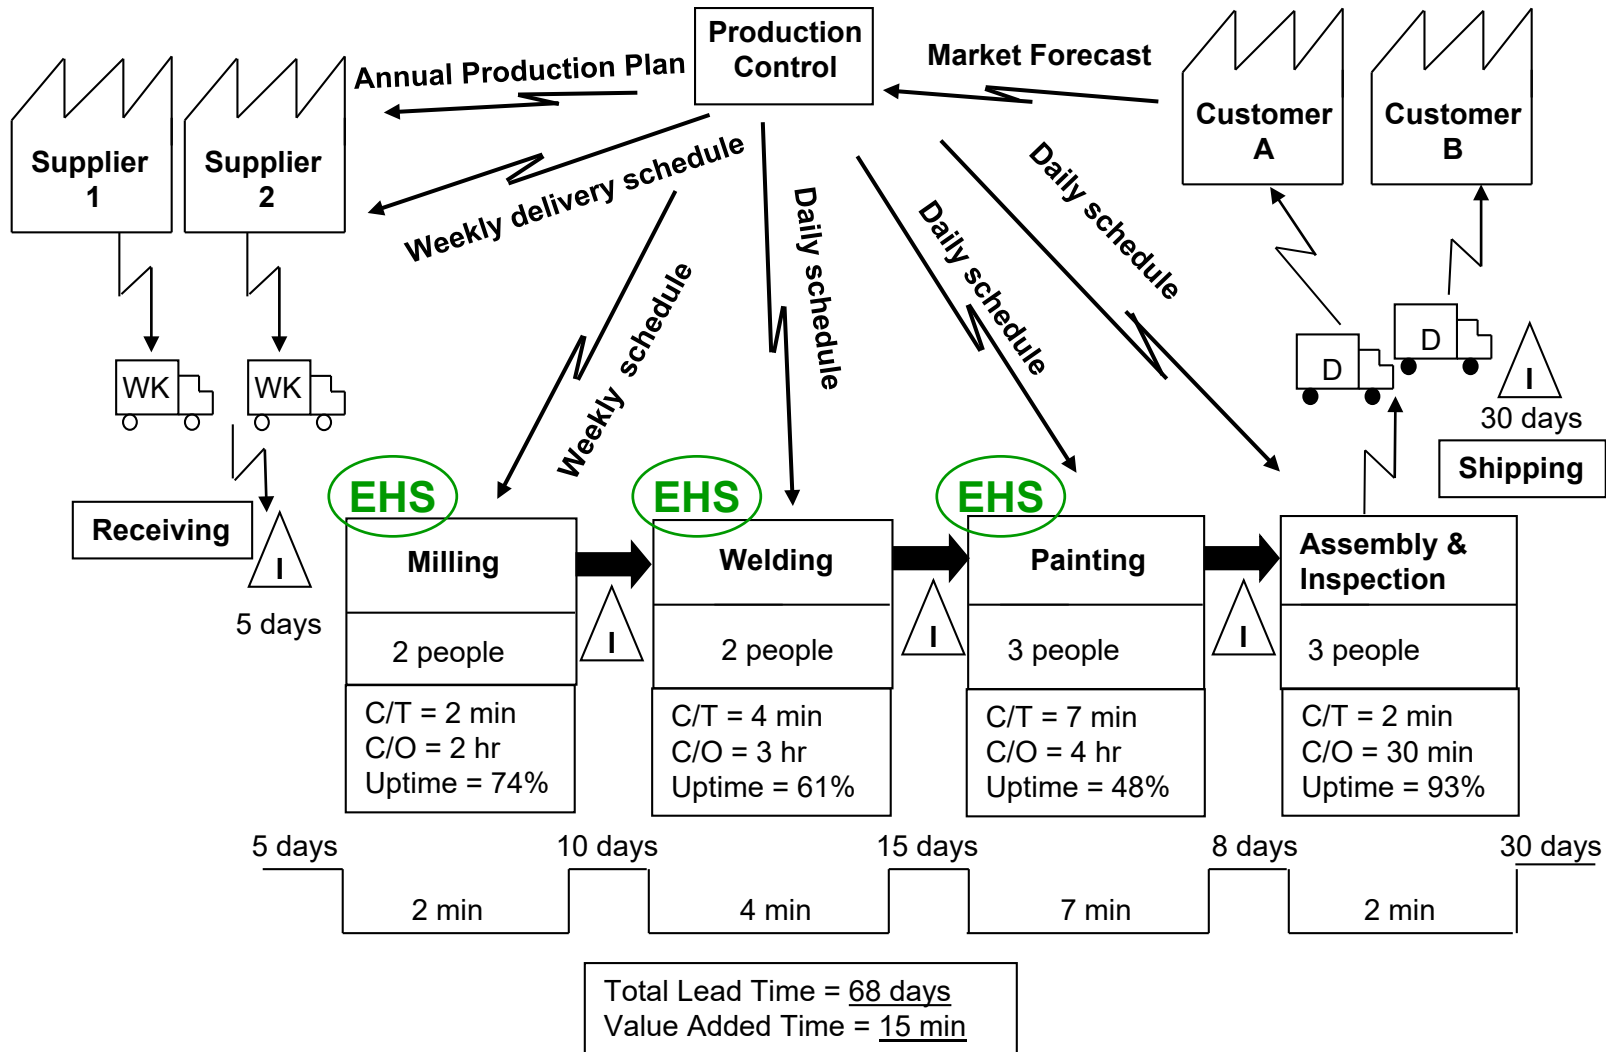 Production
Control
Market Forecast
Annual Production Plan
Customer
A
Customer
B
Supplier
1
Supplier
2
Weekly delivery schedule
Weekly schedule
Daily schedule
Daily schedule
Daily schedule
WK
WK
D
D
I
30 days
Shipping
Receiving
I
5 days
EHS
Milling
2 people
C/T = 2 min
C/O = 2 hr
Uptime = 74%
I
EHS
Welding
2 people
C/T = 4 min
C/O = 3 hr
Uptime = 61%
I
EHS
Painting
3 people
C/T = 7 min
C/O = 4 hr
Uptime = 48%
I
Assembly &
Inspection
3 people
C/T = 2 min
C/O = 30 min
Uptime = 93%
5 days
10 days
15 days
8 days
30 days
2 min
4 min
7 min
2 min
Total Lead Time = 68 days
Value Added Time = 15 min